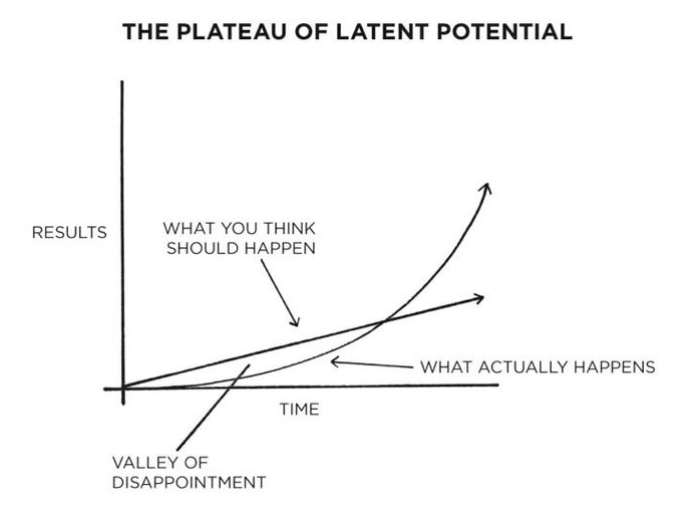 THE PLATEAU OF LATENT POTENTIAL
RESULTS
WHAT YOU THINK
SHOULD HAPPEN
WHAT ACTUALLY HAPPENS
TIME
VALLEY OF
DISAPPOINTMENT